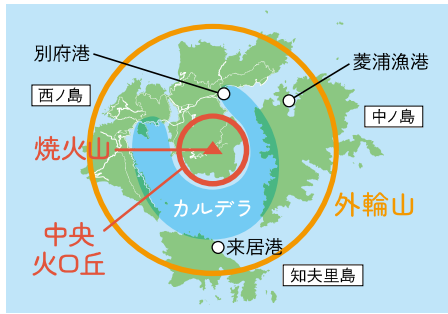 別府港
菱浦漁港
西ノ島
中ノ島
焼火山
カルデラ
外輪山
中央
火口丘
来居港
知夫里島